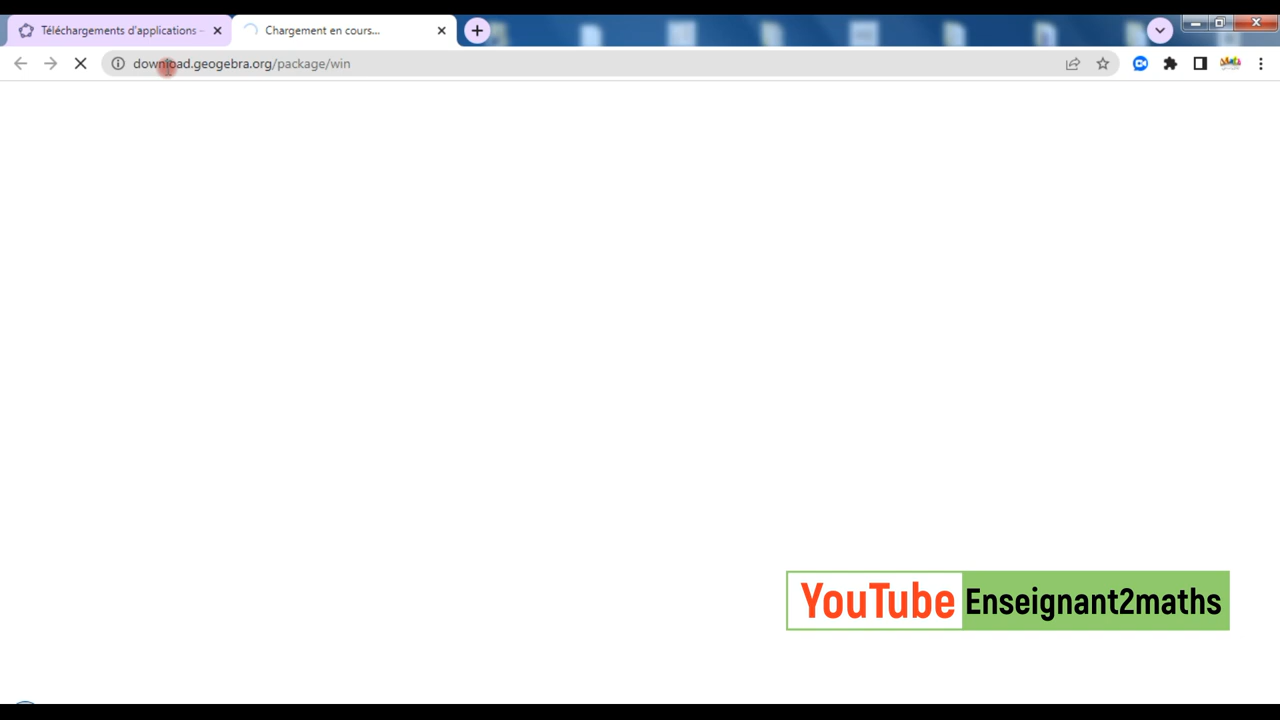 Téléchargements d'applications -
Chargement en cours...
download.geogebra.org/package/win
YouTube Enseignant2maths